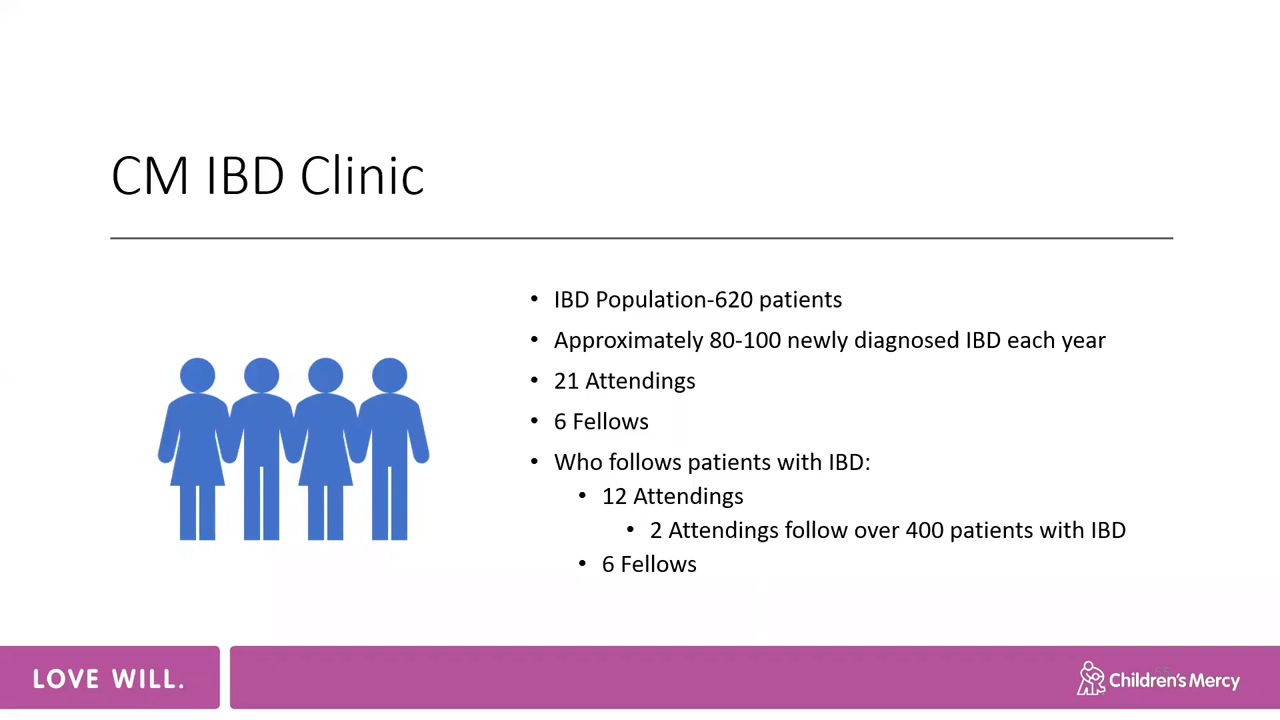 CM IBD Clinic
• IBD Population-620 patients
• Approximately 80-100 newly diagnosed IBD each year
• 21 Attendings
• 6 Fellows
• Who follows patients with IBD:
• 12 Attendings
• 2 Attendings follow over 400 patients with IBD
• 6 Fellows
LOVE WILL.
Children's Mercy